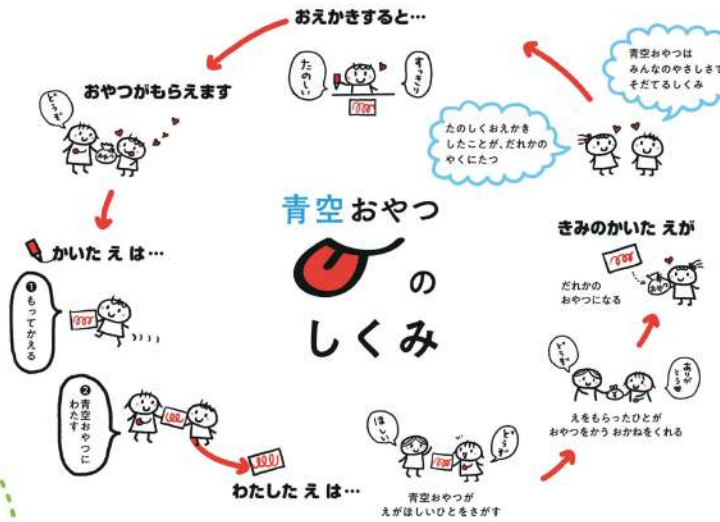 おえかきすると…
たのしい
すっきり
おやつがもらえます
どうぞ
おやつ
かいた え は…
❶もってかえる
❷青空おやつに
わたす
わたした え は…
ほしい!
どうぞ
青空おやつが
えがほしいひとをさがす
どうぞ
ありが
とう
えをもらったひとが
おやつをかう おかねをくれる
きみのかいた えが
おやつ
だれかの
おやつになる
たのしくおえかき
したことが、だれかの
やくにたつ
青空おやつは
みんなのやさしさで
そだてるしくみ
青空おやつ
の
しくみ